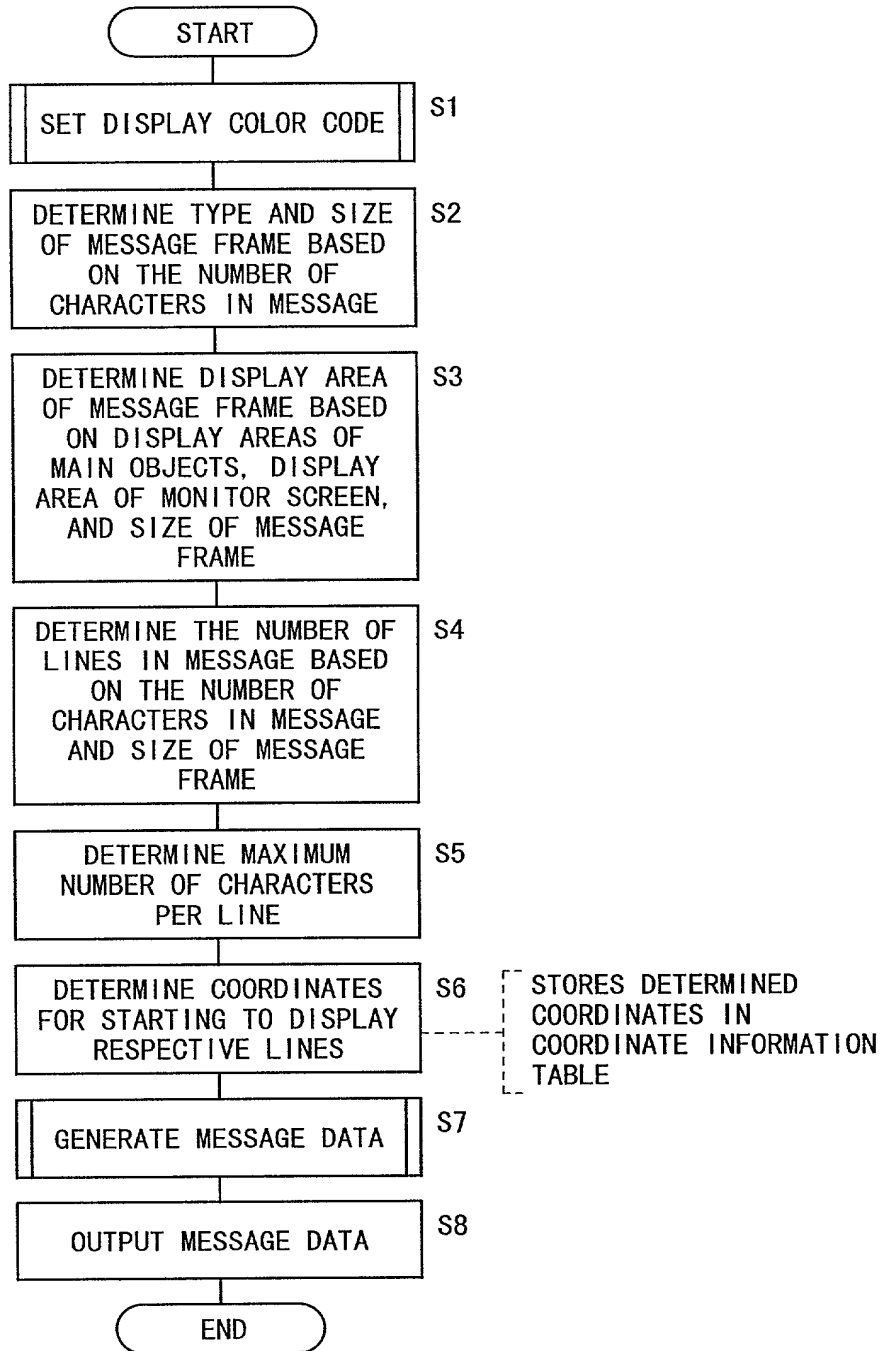 START
SET DISPLAY COLOR CODE
S1
DETERMINE TYPE AND SIZE
OF MESSAGE FRAME BASED
ON THE NUMBER OF
CHARACTERS IN MESSAGE
S2
DETERMINE DISPLAY AREA
OF MESSAGE FRAME BASED
ON DISPLAY AREAS OF
MAIN OBJECTS, DISPLAY
AREA OF MONITOR SCREEN,
AND SIZE OF MESSAGE
FRAME
S3
DETERMINE THE NUMBER OF
LINES IN MESSAGE BASED
ON THE NUMBER OF
CHARACTERS IN MESSAGE
AND SIZE OF MESSAGE
FRAME
S4
DETERMINE MAXIMUM
NUMBER OF CHARACTERS
PER LINE
S5
DETERMINE COORDINATES
FOR STARTING TO DISPLAY
RESPECTIVE LINES
S6
STORES DETERMINED
COORDINATES IN
COORDINATE INFORMATION
TABLE
GENERATE MESSAGE DATA
S7
OUTPUT MESSAGE DATA
S8
END